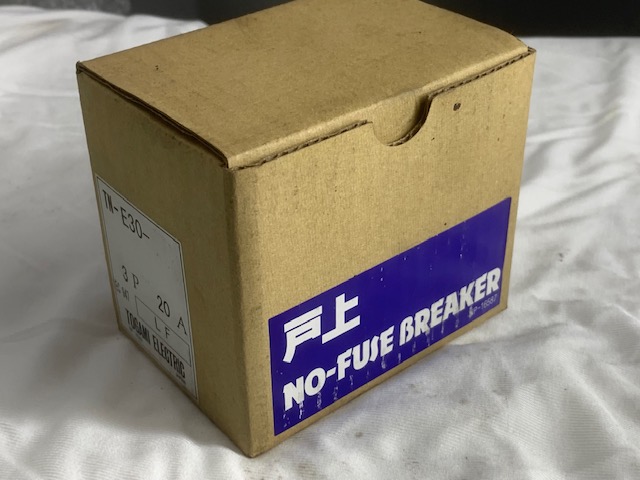 TN-E30-
3 P 20 A
L F
TOGAMI ELECTRIC
戸上
NO-FUSE BREAKER